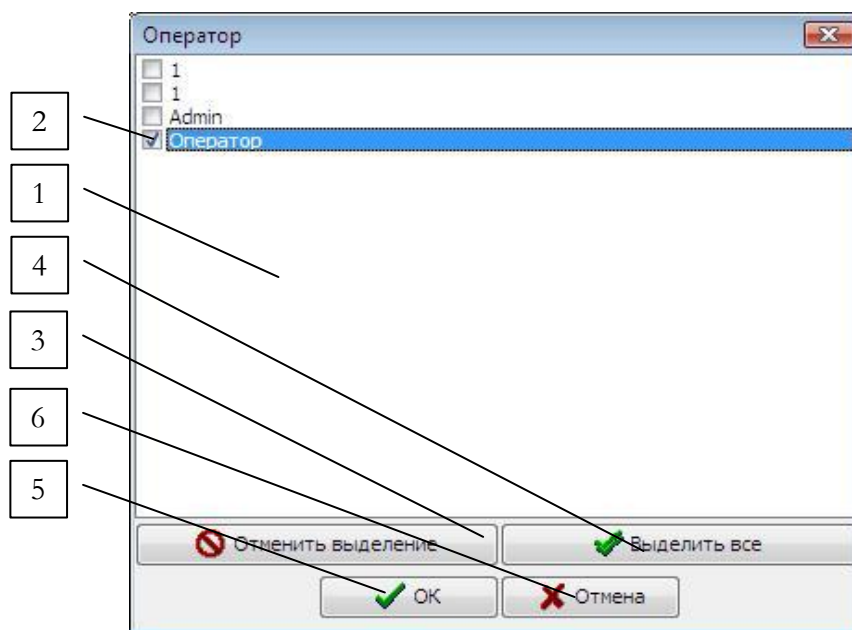 Оператор
1
1
Admin
Оператор
2
1
4
3
6
5
Отменить выделение
Выделить все
OK
Отмена